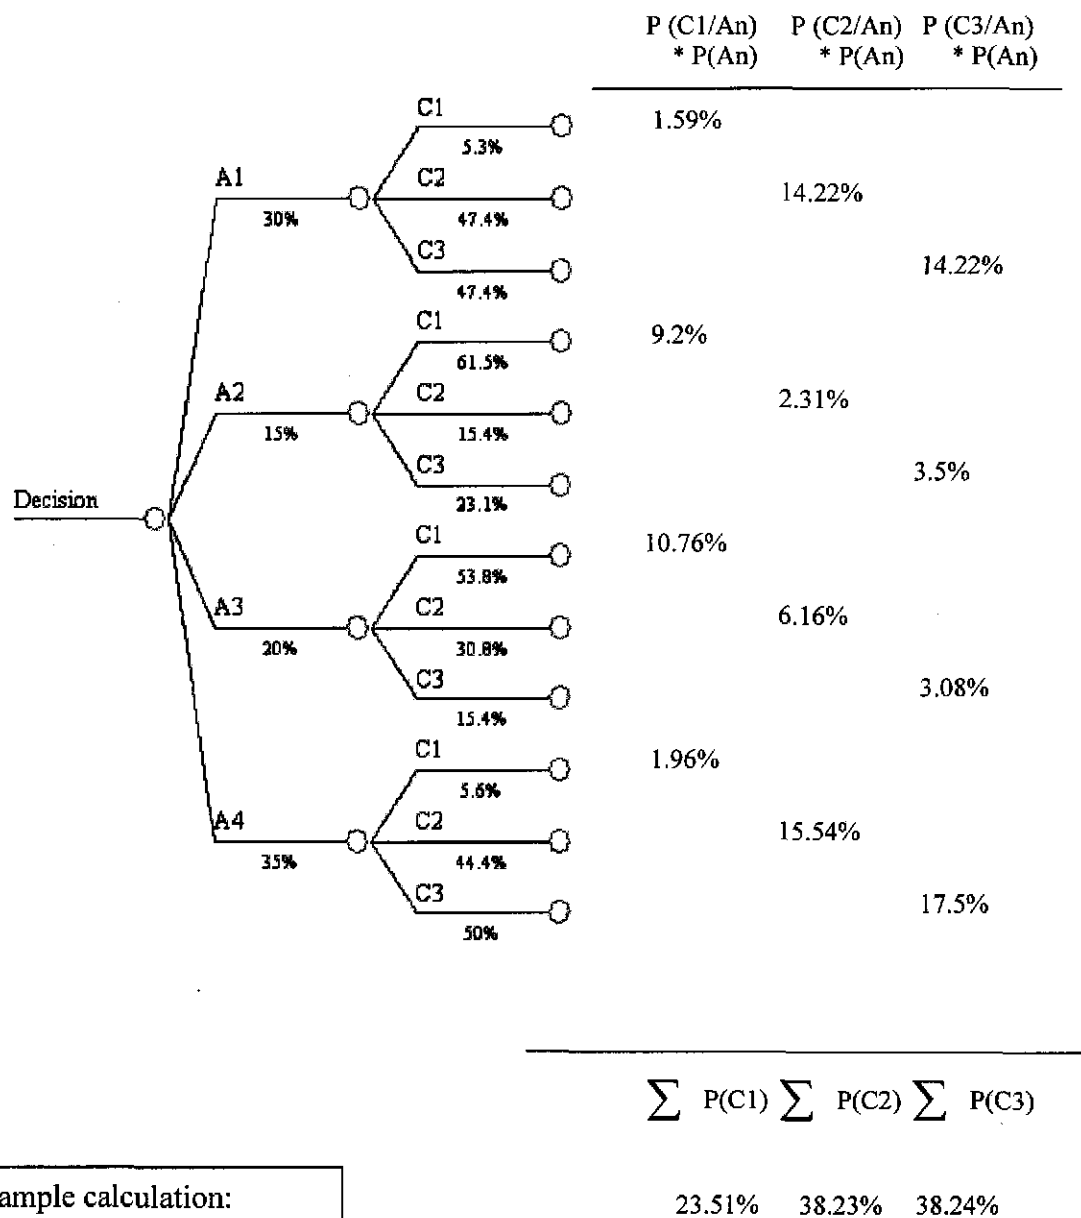 P (C1/An) P (C2/An) P (C3/An)
* P(An) * P(An) * P(An)
C1 1.59%
5.3%
A1 C2 14.22%
30% 47.4%
C3 14.22%
47.4%
C1 9.2%
61.5%
A2 C2 2.31%
15% 15.4%
C3 3.5%
23.1%
Decision
C1 10.76%
53.8%
A3 C2 6.16%
20% 30.8%
C3 3.08%
15.4%
C1 1.96%
5.6%
A4 C2 15.54%
35% 44.4%
C3 17.5%
50%
∑ P(C1) ∑ P(C2) ∑ P(C3)
ample calculation:
23.51% 38.23% 38.24%